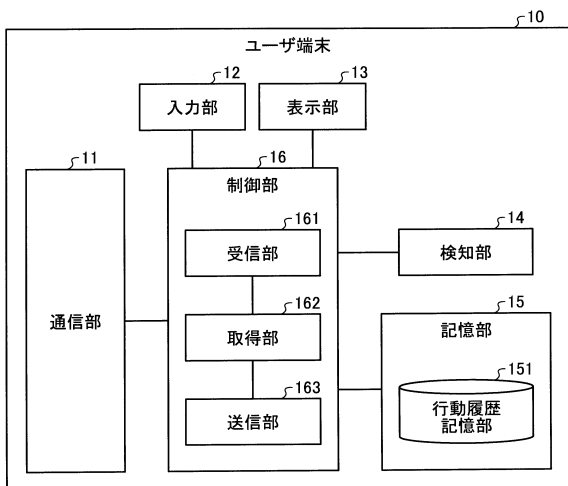 10
ユーザ端末
12
入力部
13
表示部
11
通信部
16
制御部
161
受信部
162
取得部
163
送信部
14
検知部
15
記憶部
151
行動履歴
記憶部